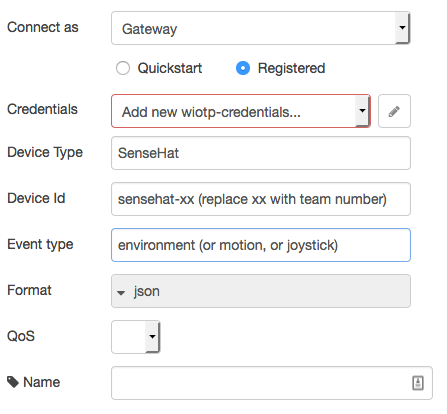 Connect as Gateway
Quickstart Registered
Credentials Add new wiotp-credentials...
Device Type SenseHat
Device Id sensehat-xx (replace xx with team number)
Event type environment (or motion, or joystick)
Format json
QoS
Name